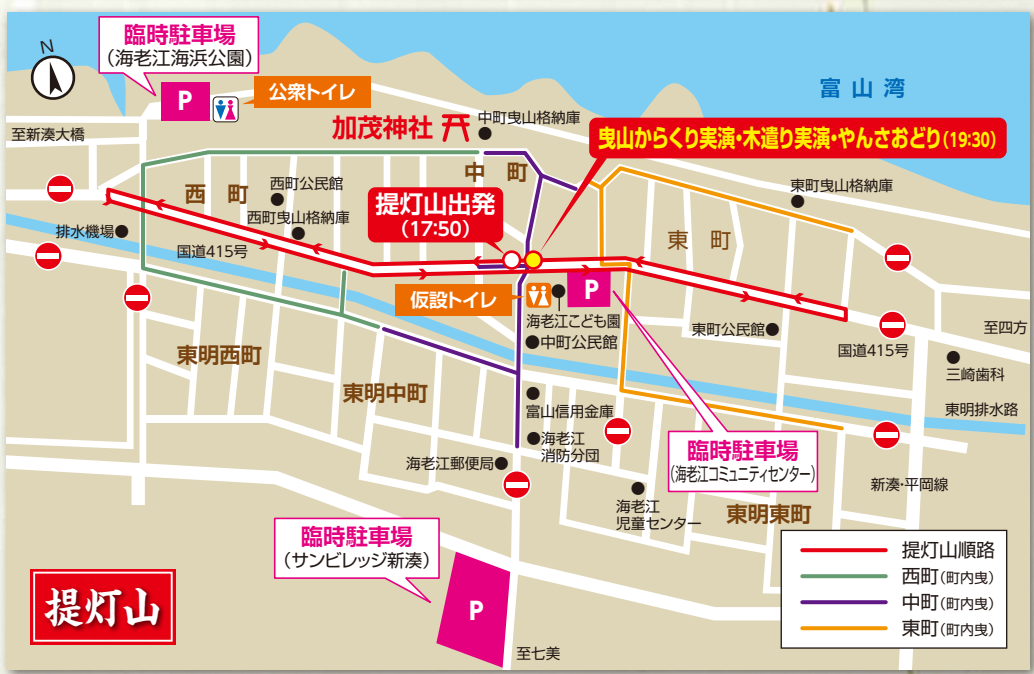 N
臨時駐車場
(海老江海浜公園)
P
公衆トイレ
富山湾
至新湊大橋
加茂神社
中町曳山格納庫
曳山からくり実演・木遣り実演・やんさおどり(19:30)
中町
西町
西町公民館
東町曳山格納庫
提灯山出発
(17:50)
西町曳山格納庫
排水機場
国道415号
東町
仮設トイレ
P
海老江こども園
中町公民館
東町公民館
国道415号
至四方
三崎歯科
東明西町
東明中町
東明排水路
富山信用金庫
海老江
消防分団
海老江郵便局
臨時駐車場
(海老江コミュニティセンター)
新湊・平岡線
海老江
児童センター
東明東町
臨時駐車場
(サンビレッジ新湊)
P
至七美
提灯山
提灯山順路
西町(町内曳)
中町(町内曳)
東町(町内曳)